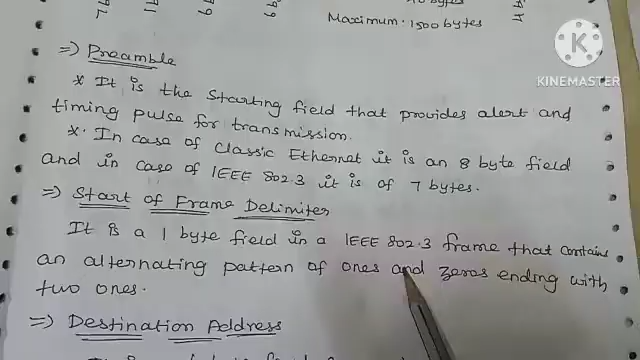 Maximum · 1500 bytes
KINEMASTER
⇒) Preamble
* It is the starting field that provides alert and
timing pulse for transmission.
*. In case of Classic Ethernet it is an 8 byte field
and in case of IEEE 802.3 it is of 7 bytes.
⇒) Start of Frame Delimiter
It is a 1 byte field in a IEEE 802.3 frame that contains
an alternating pattern of ones and zeros ending with
two ones.
⇒) Destination Address